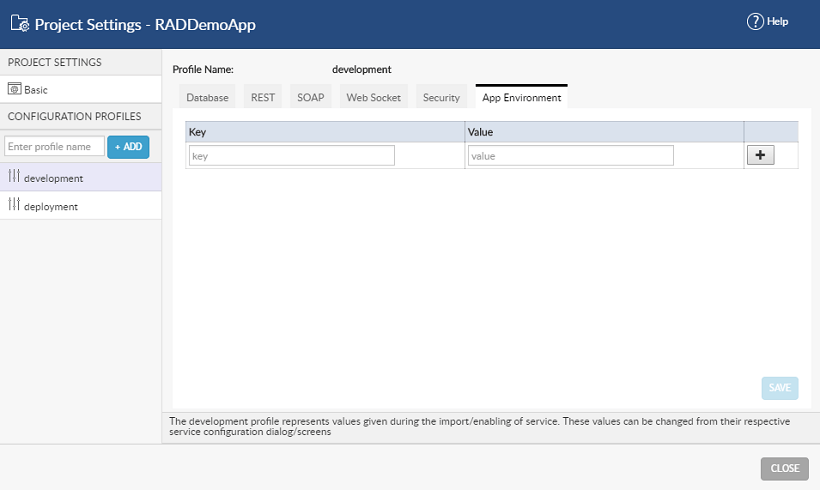 Project Settings - RADDemoApp
Help
PROJECT SETTINGS
Basic
CONFIGURATION PROFILES
Enter profile name
+ ADD
development
deployment
Profile Name: development
Database REST SOAP Web Socket Security App Environment
Key Value
key value
SAVE
The development profile represents values given during the import/enabling of service. These values can be changed from their respective
service configuration dialog/screens
CLOSE